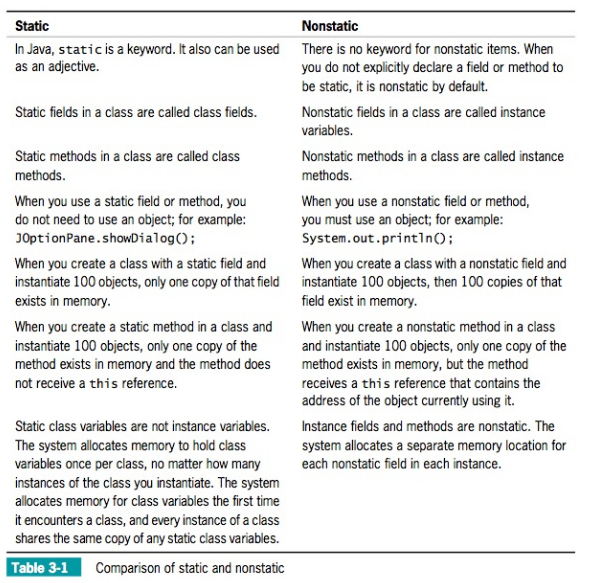 Static
Nonstatic
In Java, static is a keyword. It also can be used
as an adjective.
There is no keyword for nonstatic items. When
you do not explicitly declare a field or method to
be static, it is nonstatic by default.
Static fields in a class are called class fields.
Nonstatic fields in a class are called instance
variables.
Static methods in a class are called class
methods.
Nonstatic methods in a class are called instance
methods.
When you use a static field or method, you
do not need to use an object; for example:
JOptionPane.showDialog();
When you use a nonstatic field or method,
you must use an object; for example:
System.out.println();
When you create a class with a static field and
instantiate 100 objects, only one copy of that field
exists in memory.
When you create a class with a nonstatic field and
instantiate 100 objects, then 100 copies of that
field exist in memory.
When you create a static method in a class and
instantiate 100 objects, only one copy of the
method exists in memory and the method does
not receive a this reference.
When you create a nonstatic method in a class
and instantiate 100 objects, only one copy of the
method exists in memory, but the method
receives a this reference that contains the
address of the object currently using it.
Static class variables are not instance variables.
The system allocates memory to hold class
variables once per class, no matter how many
instances of the class you instantiate. The system
allocates memory for class variables the first time
it encounters a class, and every instance of a class
shares the same copy of any static class variables.
Instance fields and methods are nonstatic. The
system allocates a separate memory location for
each nonstatic field in each instance.
Table 3-1 Comparison of static and nonstatic